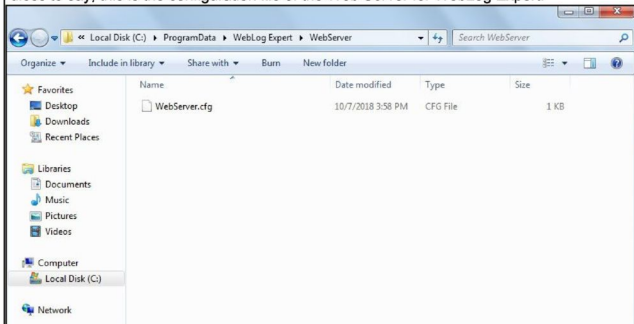 « Local Disk (C:) ▸ ProgramData ▸ WebLog Expert ▸ WebServer
Search WebServer
Organize ▾ Include in library ▾ Share with ▾ Burn New folder
Favorites
Desktop
Downloads
Recent Places
Libraries
Documents
Music
Pictures
Videos
Computer
Local Disk (C:)
Network
Name Date modified Type Size
WebServer.cfg 10/7/2018 3:58 PM CFG File 1 KB